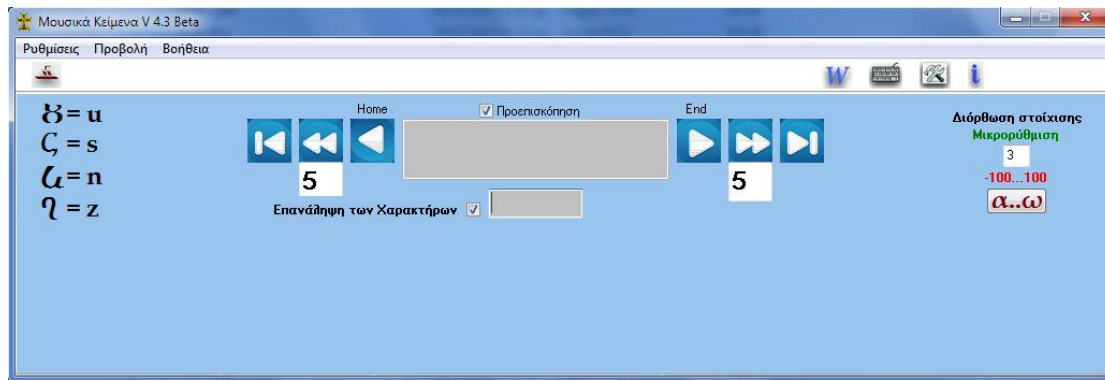 Μουσικά Κείμενα V 4.3 Beta
Ρυθμίσεις Προβολή Βοήθεια
W i
Ȣ = u
Home
Προεπισκόπηση
End
ϛ = s
= n
= z
5
5
Επανάληψη των Χαρακτήρων
Διόρθωση στοίχισης
Μικρορύθμιση
3
-100...100
α..ω